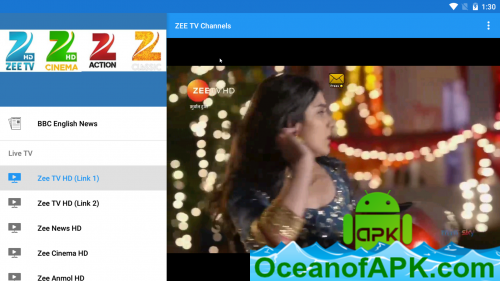 1:30
HD
ZEE TV
HD
CINEMA
ACTION
CLASSIC
ZEE TV Channels
BBC English News
Live TV
Zee TV HD (Link 1)
Zee TV HD (Link 2)
Zee News HD
Zee Cinema HD
Zee Anmol HD
ZEE TV HD
apk
OceanofAPK.com